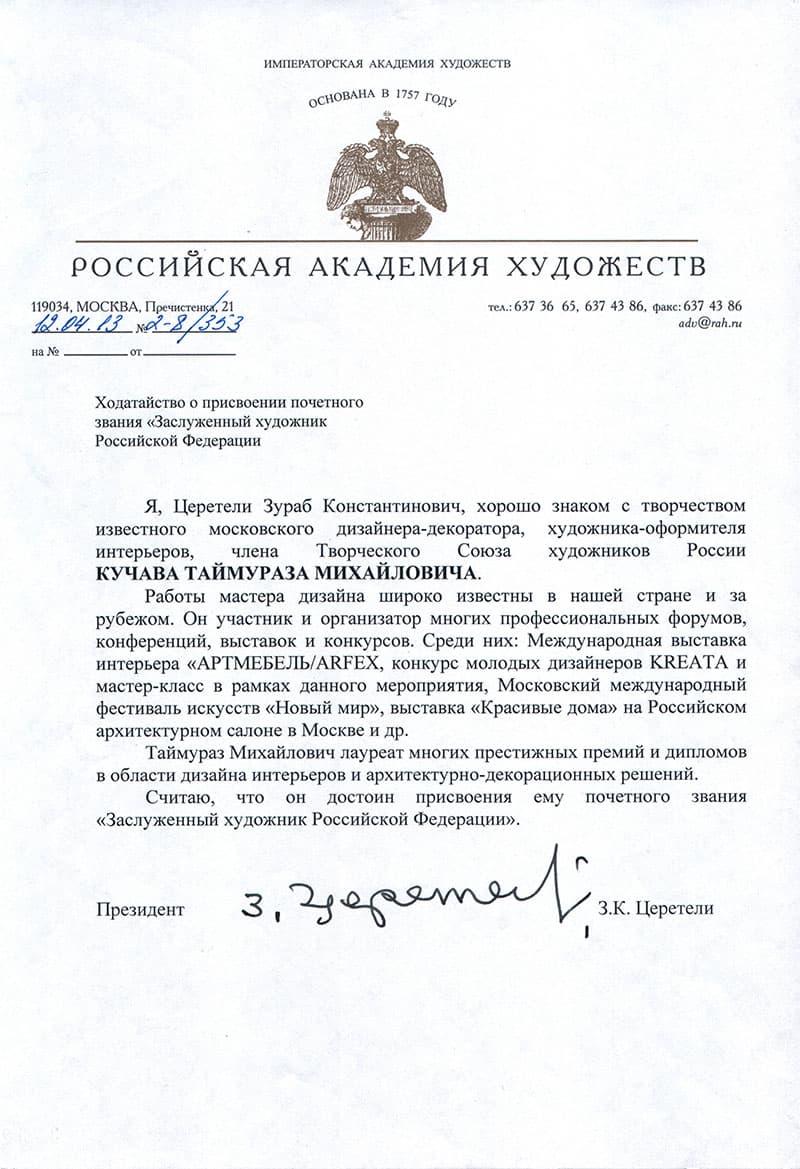 ИМПЕРАТОРСКАЯ АКАДЕМИЯ ХУДОЖЕСТВ
ОСНОВАНА В 1757 ГОДУ
РОССИЙСКАЯ АКАДЕМИЯ ХУДОЖЕСТВ
119034, МОСКВА, Пречистенка, 21
тел.: 637 36 65, 637 43 86, факс: 637 43 86
12.04.13 № 2-8/353
adv@rah.ru
на № __________ от __________
Ходатайство о присвоении почетного
звания «Заслуженный художник
Российской Федерации
Я, Церетели Зураб Константинович, хорошо знаком с творчеством
известного московского дизайнера-декоратора, художника-оформителя
интерьеров, члена Творческого Союза художников России
КУЧАВА ТАЙМУРАЗА МИХАЙЛОВИЧА.
Работы мастера дизайна широко известны в нашей стране и за
рубежом. Он участник и организатор многих профессиональных форумов,
конференций, выставок и конкурсов. Среди них: Международная выставка
интерьера «АРТМЕБЕЛЬ/ARFEX, конкурс молодых дизайнеров KREATA и
мастер-класс в рамках данного мероприятия, Московский международный
фестиваль искусств «Новый мир», выставка «Красивые дома» на Российском
архитектурном салоне в Москве и др.
Таймураз Михайлович лауреат многих престижных премий и дипломов
в области дизайна интерьеров и архитектурно-декорационных решений.
Считаю, что он достоин присвоения ему почетного звания
«Заслуженный художник Российской Федерации».
Президент З. Церетели З.К. Церетели